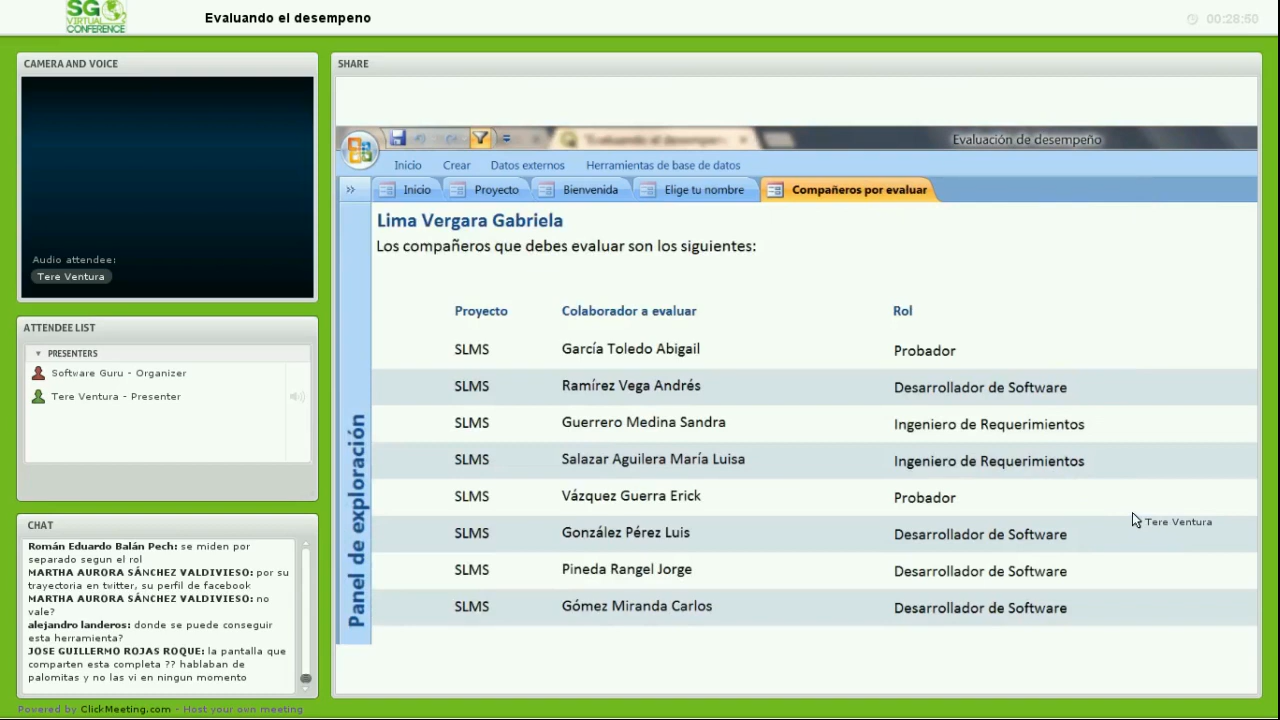 SG
VIRTUAL
CONFERENCE
Evaluando el desempeno
00:28:50
CAMERA AND VOICE
Audio attendee:
Tere Ventura
ATTENDEE LIST
PRESENTERS
Software Guru - Organizer
Tere Ventura - Presenter
CHAT
Román Eduardo Balán Pech: se miden por
separado segun el rol
MARTHA AURORA SÁNCHEZ VALDIVIESO: por su
trayectoria en twitter, su perfil de facebook
MARTHA AURORA SÁNCHEZ VALDIVIESO: no
vale?
alejandro landeros: donde se puede conseguir
esta herramienta?
JOSE GUILLERMO ROJAS ROQUE: la pantalla que
comparten esta completa ?? hablaban de
palomitas y no las vi en ningun momento
Powered by ClickMeeting.com - Host your own meeting
SHARE
Evaluación de desempeño
Inicio Crear Datos externos Herramientas de base de datos
» Inicio Proyecto Bienvenida Elige tu nombre Compañeros por evaluar
Panel de exploración
Lima Vergara Gabriela
Los compañeros que debes evaluar son los siguientes:
Proyecto Colaborador a evaluar Rol
SLMS García Toledo Abigail Probador
SLMS Ramírez Vega Andrés Desarrollador de Software
SLMS Guerrero Medina Sandra Ingeniero de Requerimientos
SLMS Salazar Aguilera María Luisa Ingeniero de Requerimientos
SLMS Vázquez Guerra Erick Probador
Tere Ventura
SLMS González Pérez Luis Desarrollador de Software
SLMS Pineda Rangel Jorge Desarrollador de Software
SLMS Gómez Miranda Carlos Desarrollador de Software